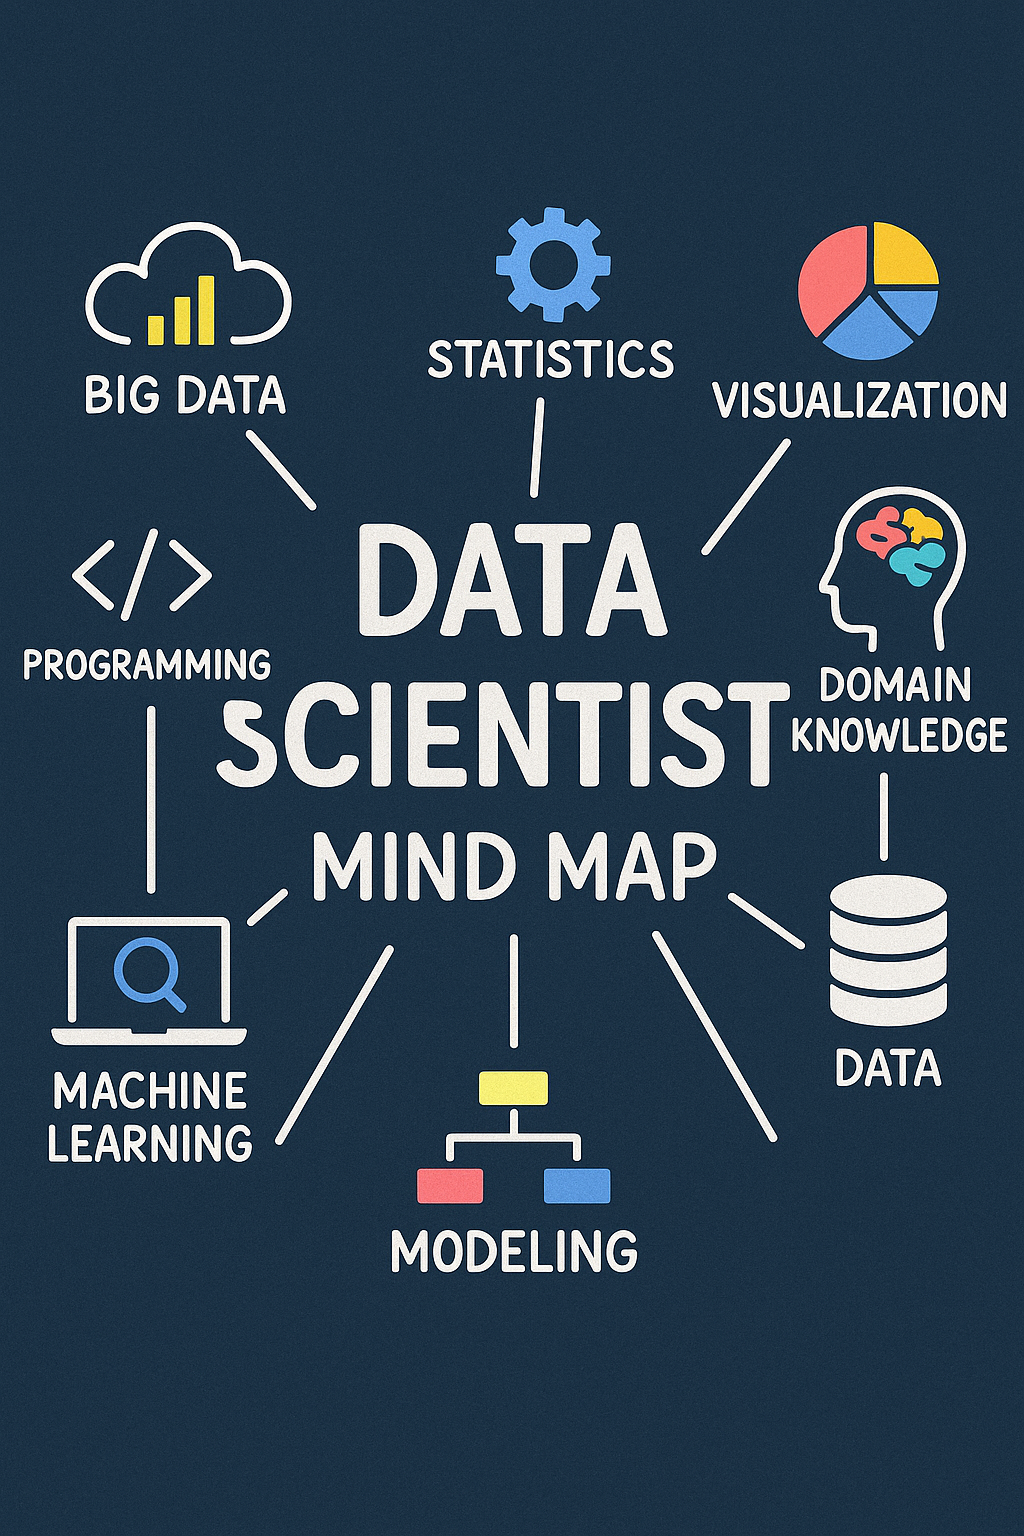 BIG DATA
STATISTICS
VISUALIZATION
</>
PROGRAMMING
DATA
SCIENTIST
MIND MAP
DOMAIN
KNOWLEDGE
MACHINE
LEARNING
DATA
MODELING